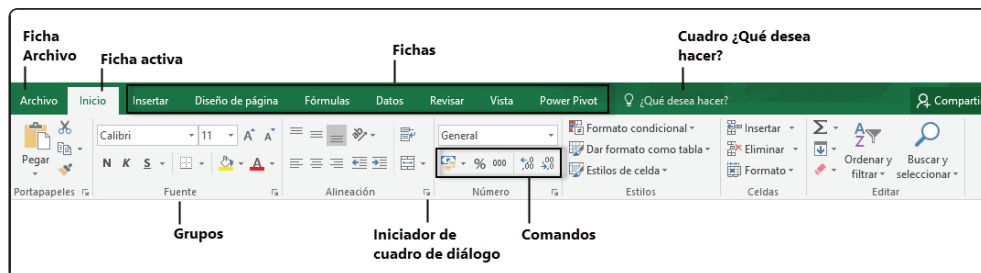 Ficha
Archivo
Ficha activa
Fichas
Cuadro ¿Qué desea
hacer?
Archivo Inicio Insertar Diseño de página Fórmulas Datos Revisar Vista Power Pivot ¿Qué desea hacer? Compartir
Calibri 11 A A General Formato condicional Insertar
Pegar Dar formato como tabla Eliminar Ordenar y Buscar y
N K S A % 000 Estilos de celda Formato filtrar seleccionar
Portapapeles Fuente Alineación Número Estilos Celdas Editar
Grupos
Iniciador de
cuadro de diálogo
Comandos